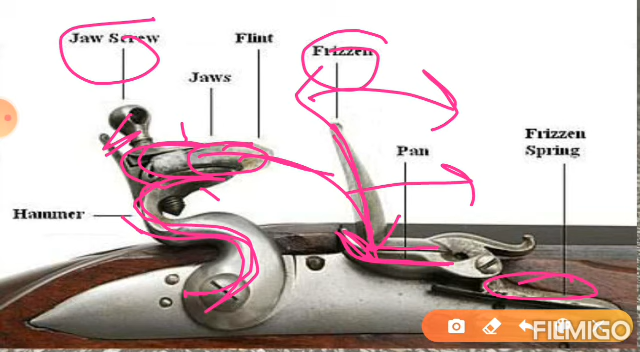 Jaw Screw
Flint
Frizzen
Jaws
Pan
Frizzen
Spring
Hammer
FILMIGO